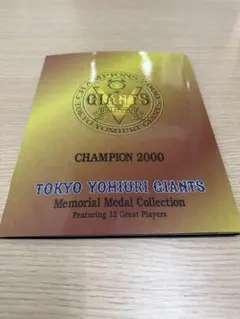 CHAMPION 2000
GIANTS
TOKYO YOMIURI GIANTS
CHAMPION 2000
TOKYO YOMIURI GIANTS
Memorial Medal Collection
Featuring 12 Great Players